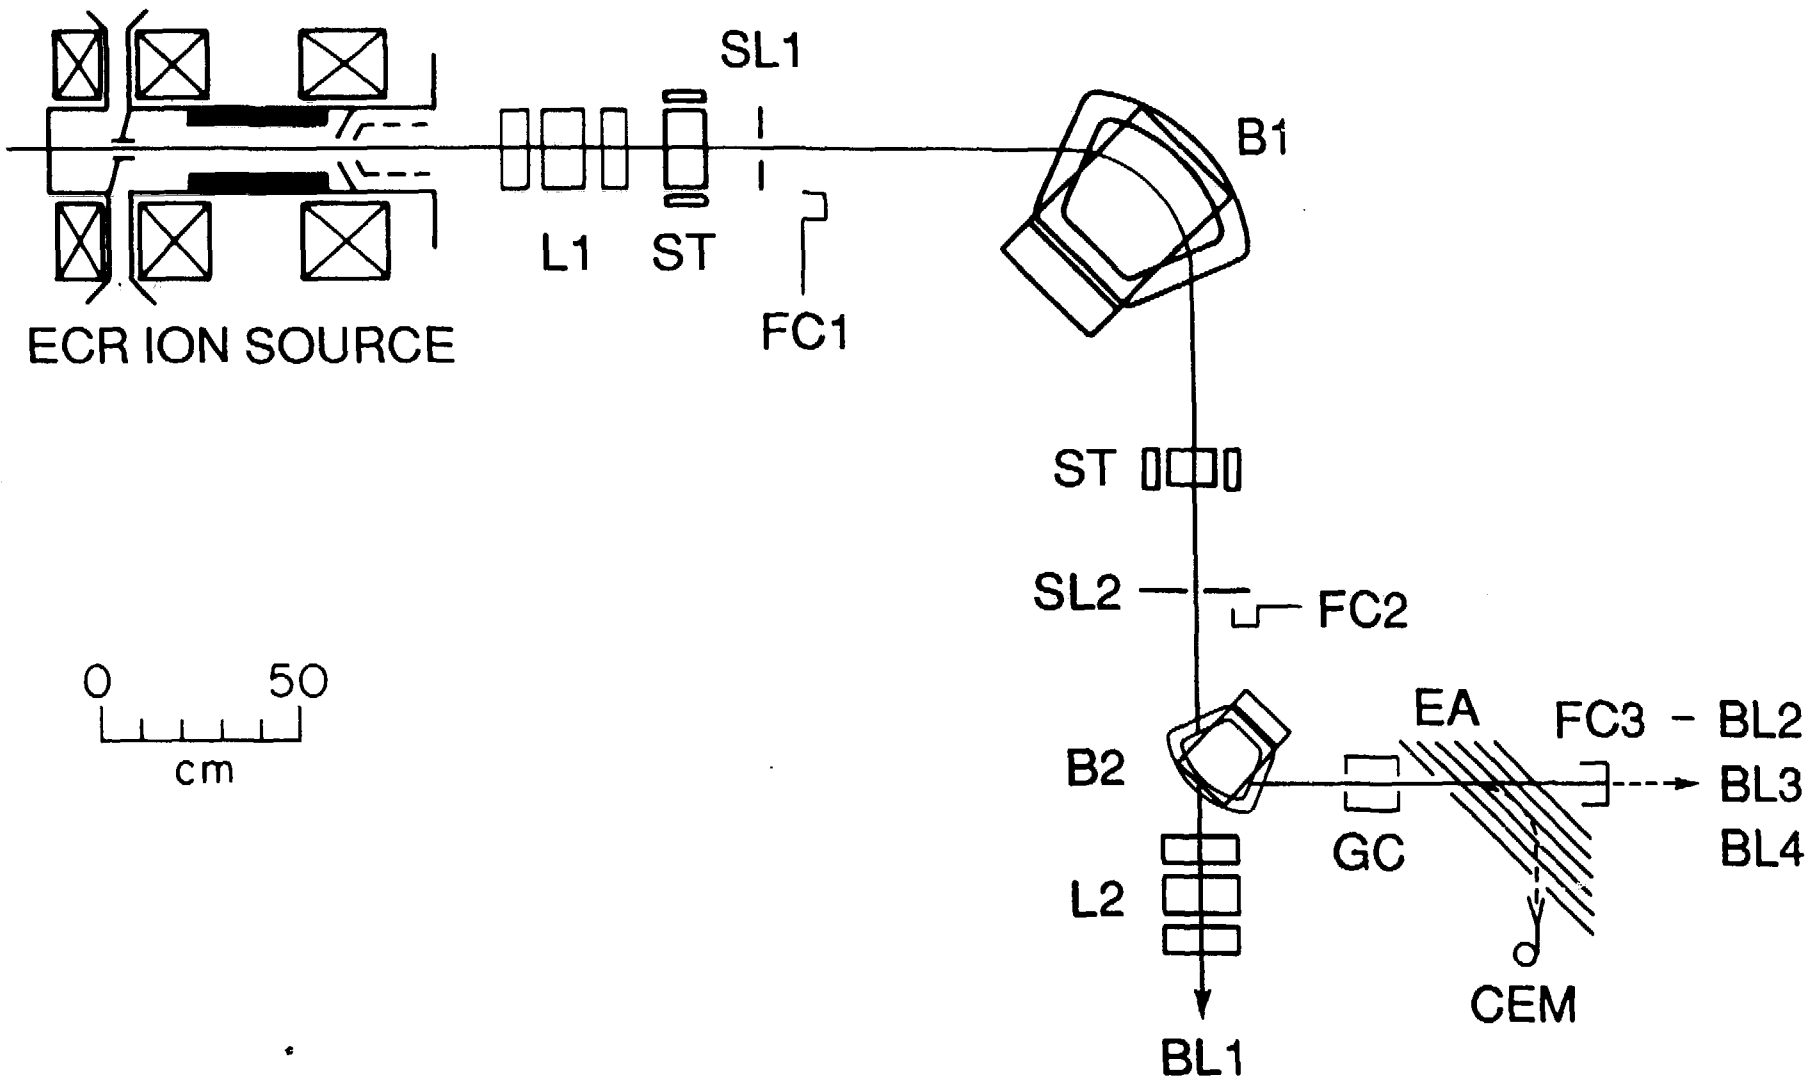 SL1
B1
L1
ST
FC1
ECR ION SOURCE
ST
SL2
FC2
0 50
cm
EA
FC3 - BL2
B2
BL3
GC
BL4
L2
CEM
BL1